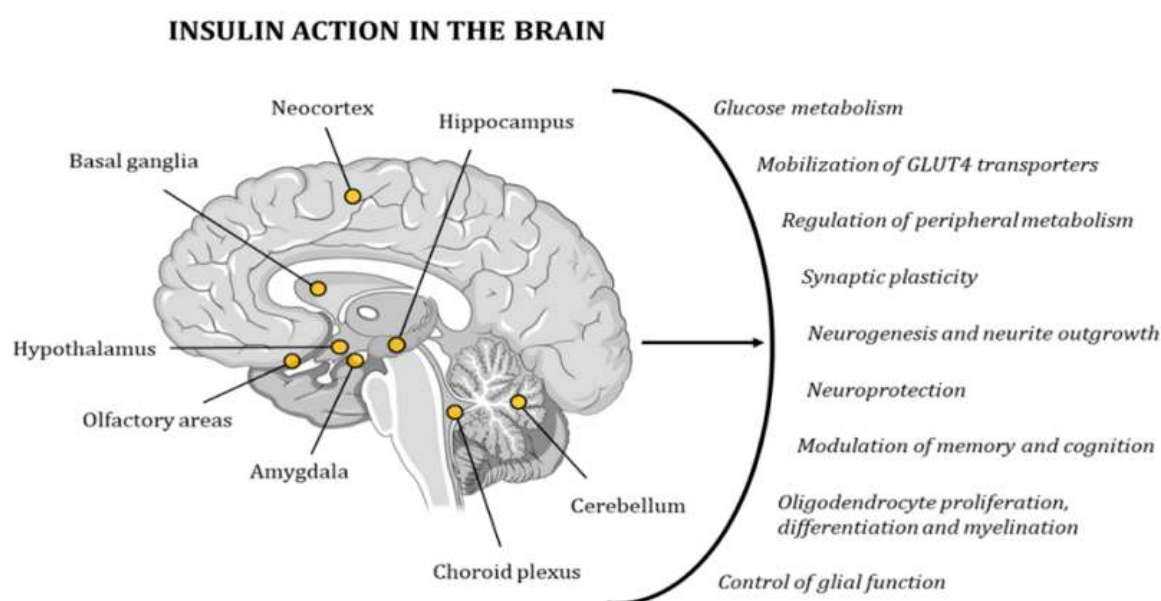 INSULIN ACTION IN THE BRAIN
Neocortex
Hippocampus
Basal ganglia
Hypothalamus
Olfactory areas
Amygdala
Cerebellum
Choroid plexus
Glucose metabolism
Mobilization of GLUT4 transporters
Regulation of peripheral metabolism
Synaptic plasticity
Neurogenesis and neurite outgrowth
Neuroprotection
Modulation of memory and cognition
Oligodendrocyte proliferation,
differentiation and myelination
Control of glial function